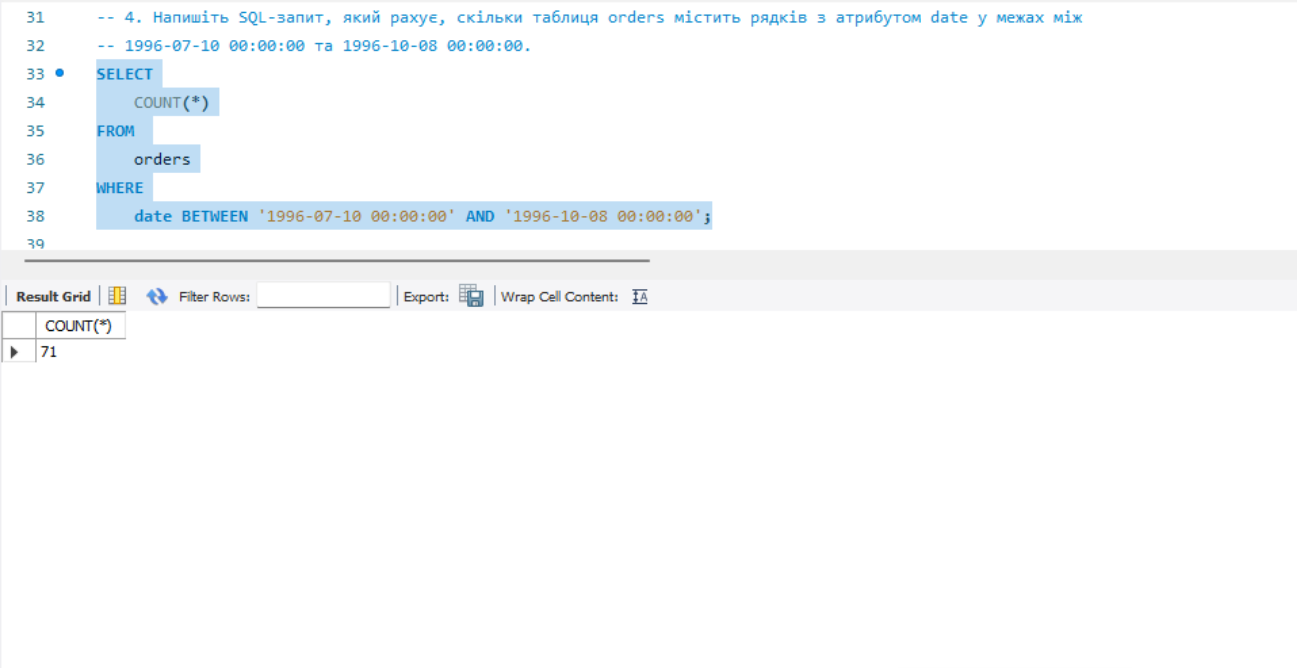 31 -- 4. Напишіть SQL-запит, який рахує, скільки таблиця orders містить рядків з атрибутом date у межах між
32 -- 1996-07-10 00:00:00 та 1996-10-08 00:00:00.
33 SELECT
34 COUNT(*)
35 FROM
36 orders
37 WHERE
38 date BETWEEN '1996-07-10 00:00:00' AND '1996-10-08 00:00:00';
39
Result Grid Filter Rows: Export: Wrap Cell Content: IA
COUNT(*)
71